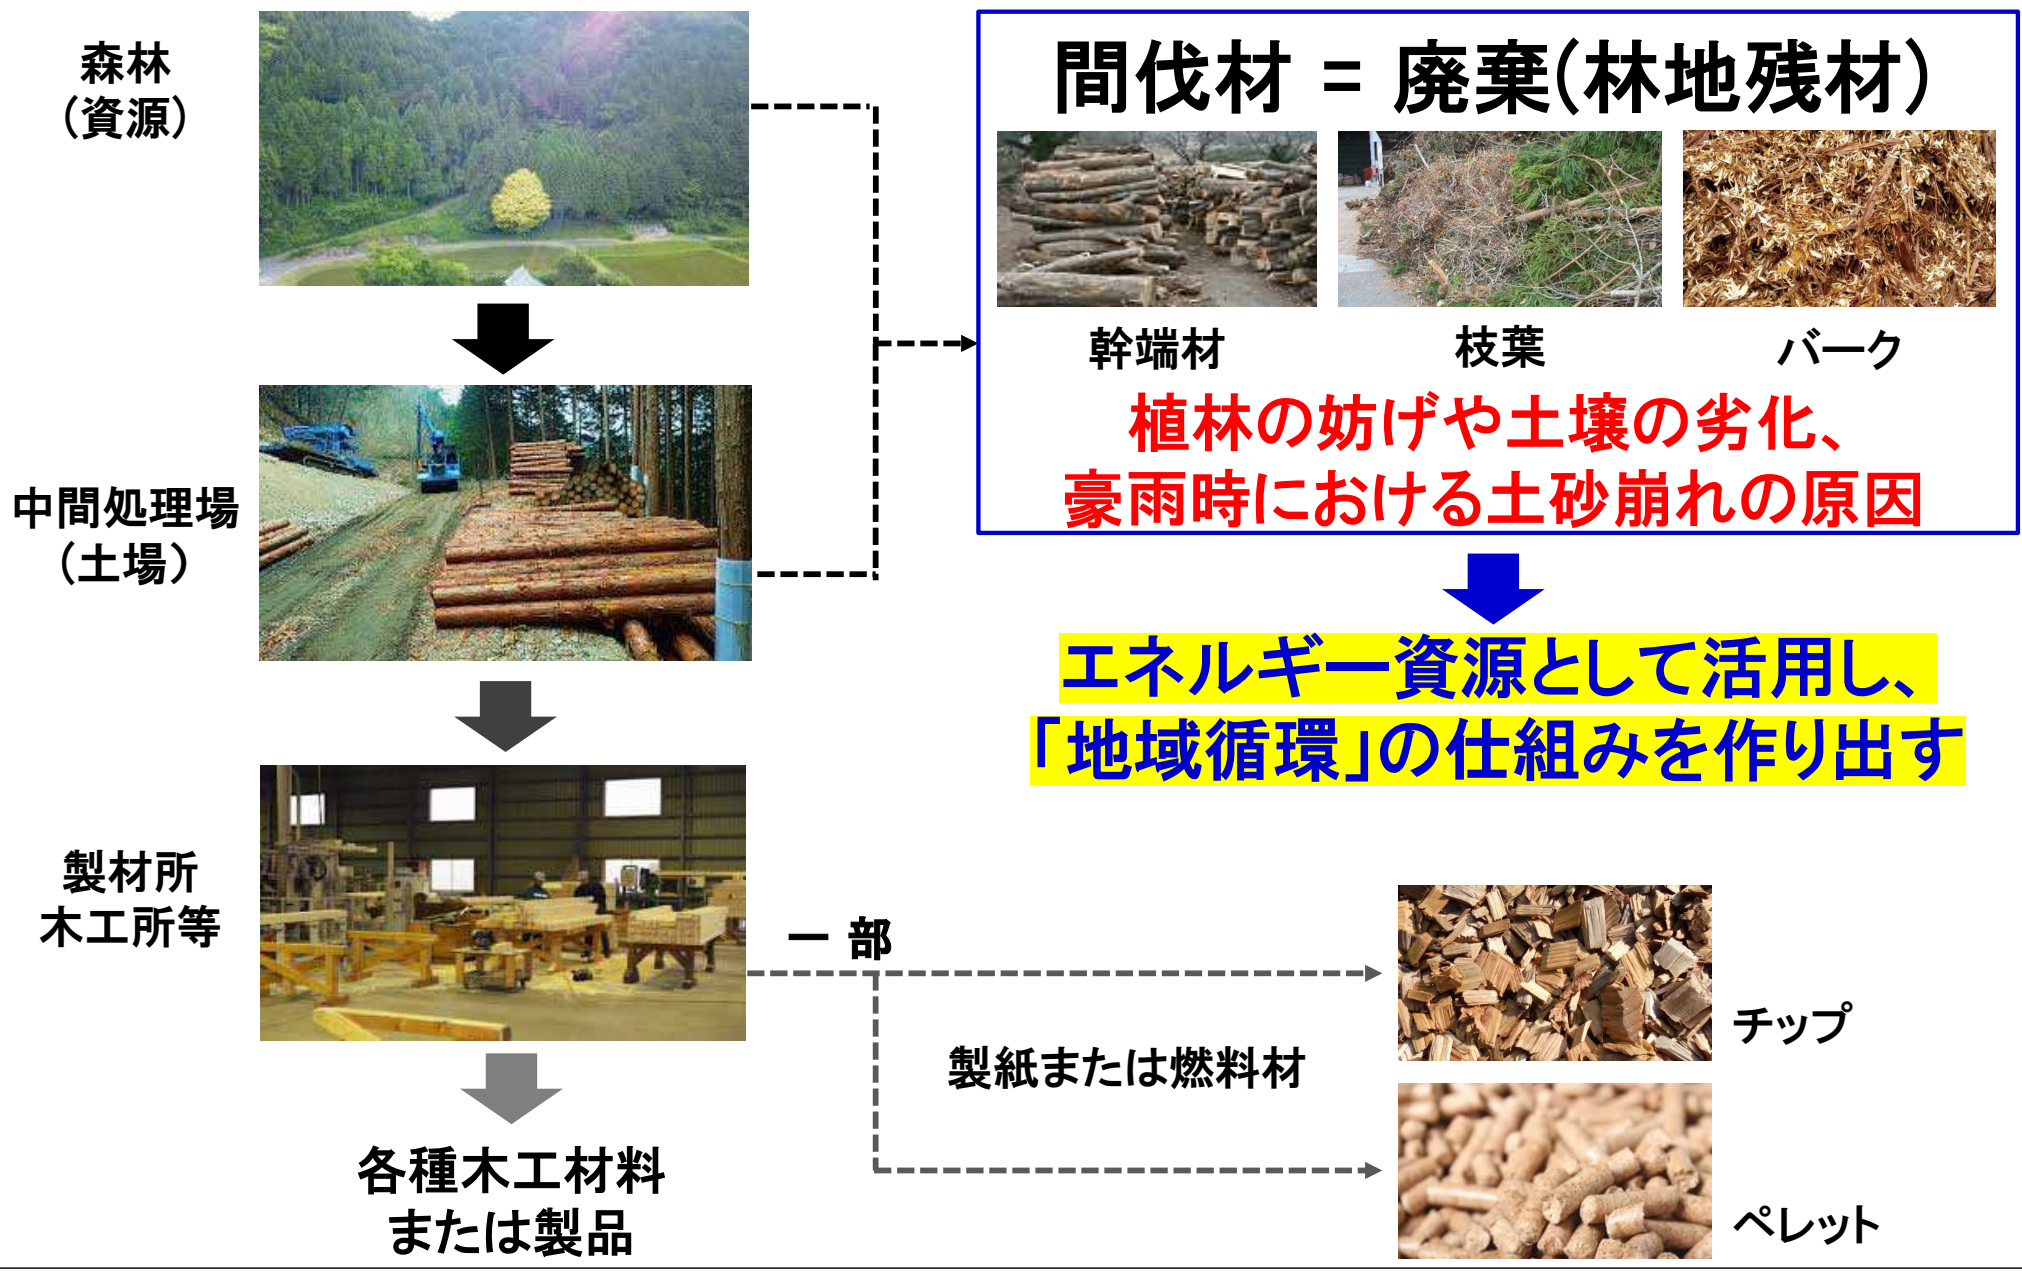 森林
（資源）
中間処理場
（土場）
製材所
木工所等
各種木工材料
または製品
間伐材 = 廃棄(林地残材)
幹端材
枝葉
バーク
植林の妨げや土壌の劣化、
豪雨時における土砂崩れの原因
エネルギー資源として活用し、
「地域循環」の仕組みを作り出す
一部
製紙または燃料材
チップ
ペレット